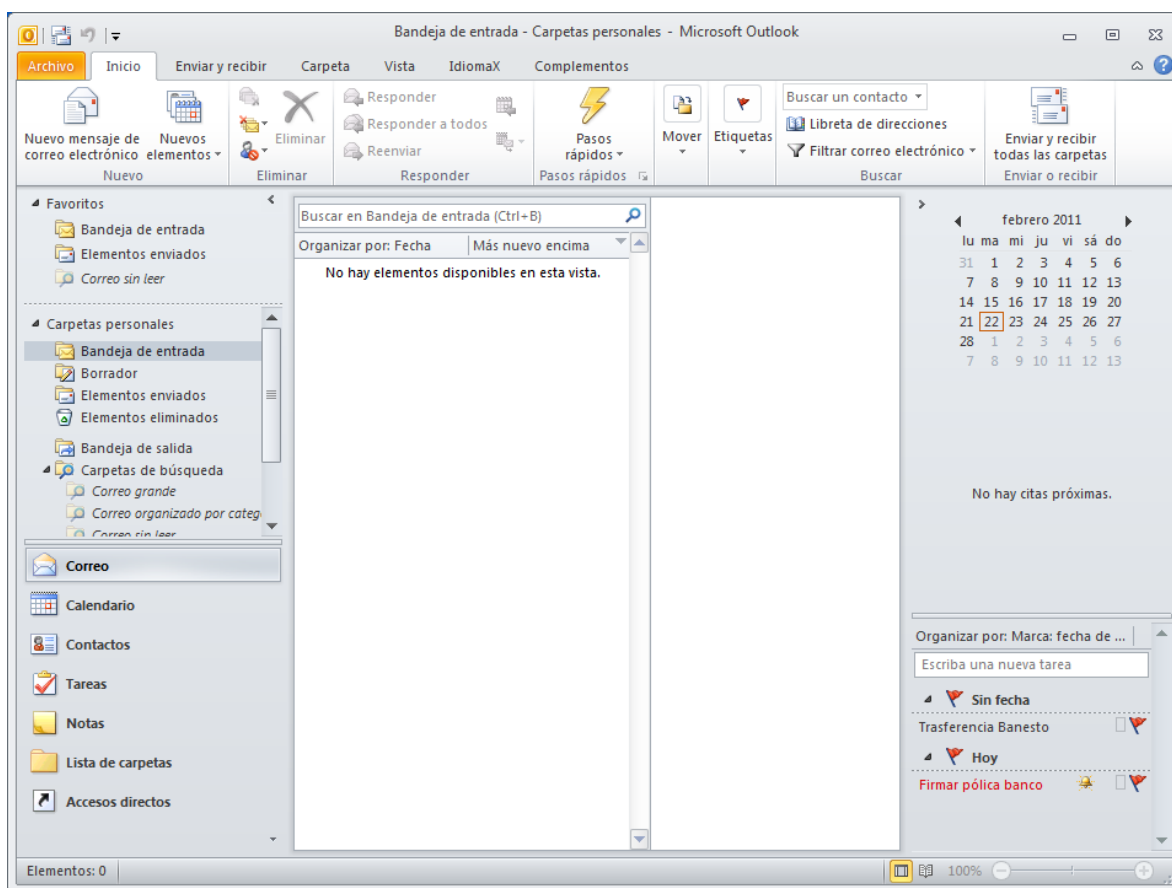 Bandeja de entrada - Carpetas personales - Microsoft Outlook
Archivo Inicio Enviar y recibir Carpeta Vista IdiomaX Complementos
Nuevo mensaje de correo electrónico
Nuevos elementos
Nuevo
Eliminar
Eliminar
Responder
Responder a todos
Reenviar
Responder
Pasos rápidos
Pasos rápidos
Mover
Etiquetas
Buscar un contacto
Libreta de direcciones
Filtrar correo electrónico
Buscar
Enviar y recibir todas las carpetas
Enviar o recibir
Favoritos
Bandeja de entrada
Elementos enviados
Correo sin leer
Carpetas personales
Bandeja de entrada
Borrador
Elementos enviados
Elementos eliminados
Bandeja de salida
Carpetas de búsqueda
Correo grande
Correo organizado por categ
Correo sin leer
Correo
Calendario
Contactos
Tareas
Notas
Lista de carpetas
Accesos directos
Buscar en Bandeja de entrada (Ctrl+B)
Organizar por: Fecha Más nuevo encima
No hay elementos disponibles en esta vista.
febrero 2011
lu ma mi ju vi sá do
31 1 2 3 4 5 6
7 8 9 10 11 12 13
14 15 16 17 18 19 20
21 22 23 24 25 26 27
28 1 2 3 4 5 6
7 8 9 10 11 12 13
No hay citas próximas.
Organizar por: Marca: fecha de ...
Escriba una nueva tarea
Sin fecha
Trasferencia Banesto
Hoy
Firmar pólica banco
Elementos: 0
100%